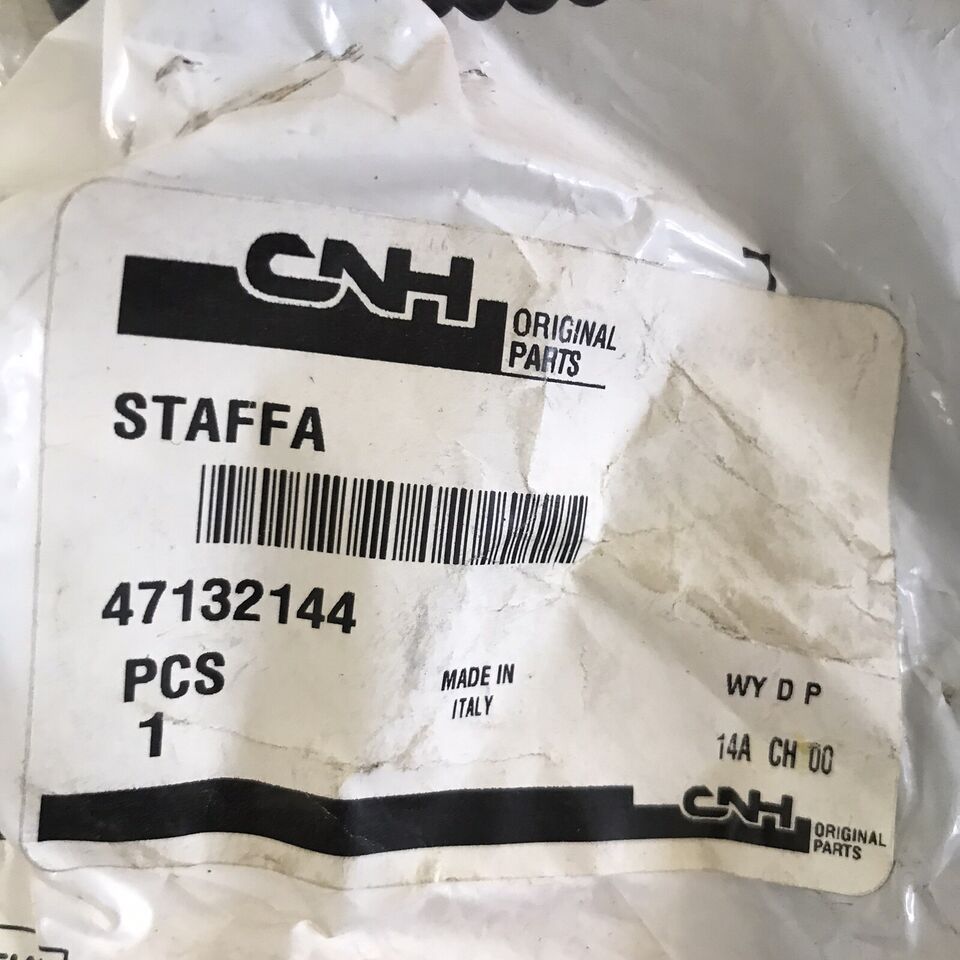 CNH
ORIGINAL
PARTS
STAFFA
47132144
PCS
1
MADE IN
ITALY
WY D P
14A CH 00
CNH
ORIGINAL
PARTS